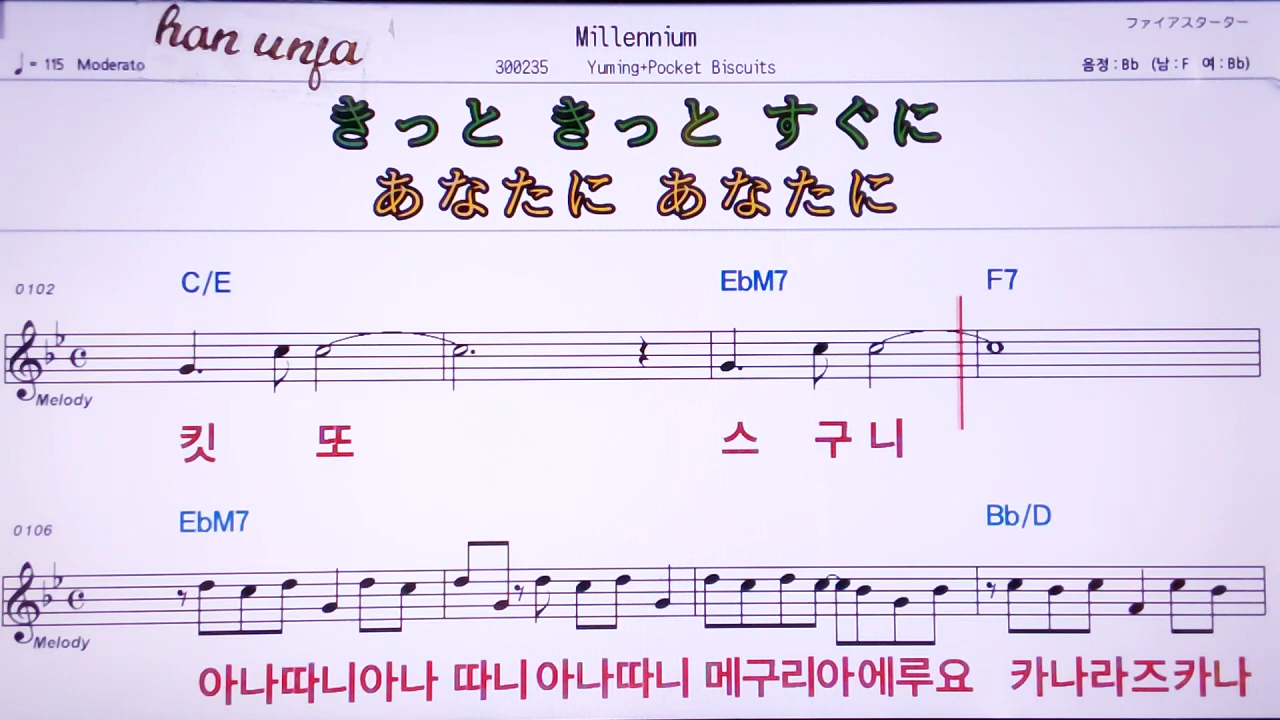 han unfa
Millennium
ファイアスターター
♩= 115 Moderato
300235 Yuming+Pocket Biscuits
음정:Bb (남:F 여:Bb)
きっと きっと すぐに
あなたに あなたに
0102
C/E EbM7 F7
Melody
킷 또 스 구 니
0106
EbM7 Bb/D
Melody
아나따니아나 따니 아나따니 메구리아에루요 카나라즈카나